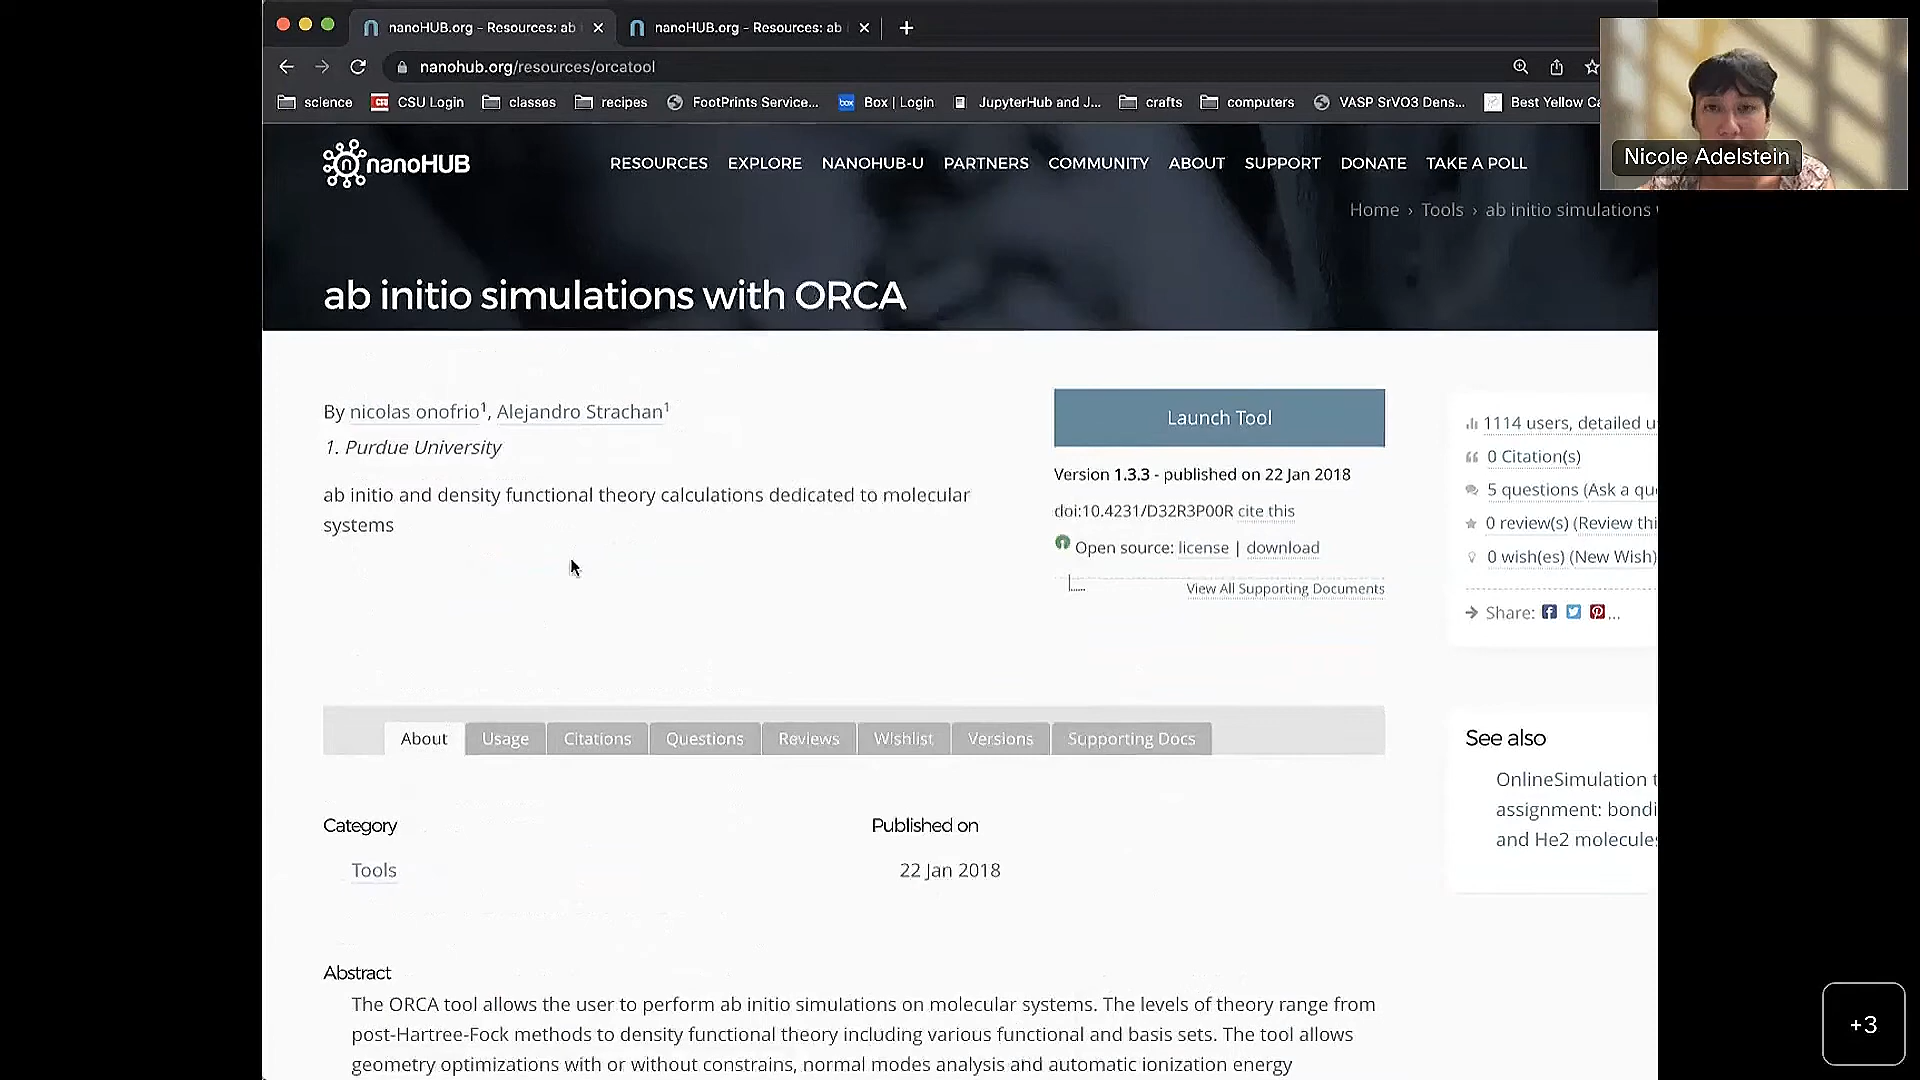 nanoHUB.org - Resources: ab
nanoHUB.org - Resources: ab
nanohub.org/resources/orcatool
science
CSU Login
classes
recipes
FootPrints Service...
box Box | Login
JupyterHub and J...
crafts
computers
VASP SrVO3 Dens...
Best Yellow Ca
Nicole Adelstein
nanoHUB
RESOURCES EXPLORE NANOHUB-U PARTNERS COMMUNITY ABOUT SUPPORT DONATE TAKE A POLL
Home › Tools › ab initio simulations
ab initio simulations with ORCA
By nicolas onofrio1, Alejandro Strachan1
1. Purdue University
ab initio and density functional theory calculations dedicated to molecular
systems
Launch Tool
Version 1.3.3 - published on 22 Jan 2018
doi:10.4231/D32R3P00R cite this
Open source: license | download
View All Supporting Documents
1114 users, detailed u
0 Citation(s)
5 questions (Ask a qu
0 review(s) (Review thi
0 wish(es) (New Wish)
Share: ...
About Usage Citations Questions Reviews Wishlist Versions Supporting Docs
See also
OnlineSimulation t
assignment: bondi
and He2 molecule
Category
Tools
Published on
22 Jan 2018
Abstract
The ORCA tool allows the user to perform ab initio simulations on molecular systems. The levels of theory range from
post-Hartree-Fock methods to density functional theory including various functional and basis sets. The tool allows
geometry optimizations with or without constrains, normal modes analysis and automatic ionization energy
+3